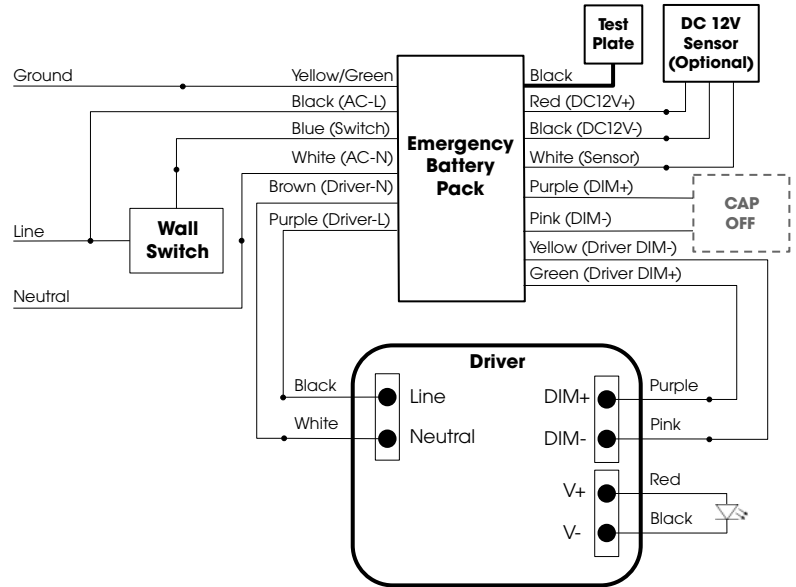 Test
Plate
DC 12V
Sensor
(Optional)
Ground
Yellow/Green
Black (AC-L)
Blue (Switch)
White (AC-N)
Brown (Driver-N)
Purple (Driver-L)
Line
Wall
Switch
Neutral
Emergency
Battery
Pack
Black
Red (DC12V+)
Black (DC12V-)
White (Sensor)
Purple (DIM+)
Pink (DIM-)
Yellow (Driver DIM-)
Green (Driver DIM+)
CAP
OFF
Driver
Black
Line
White
Neutral
DIM+
Purple
DIM-
Pink
V+
Red
V-
Black